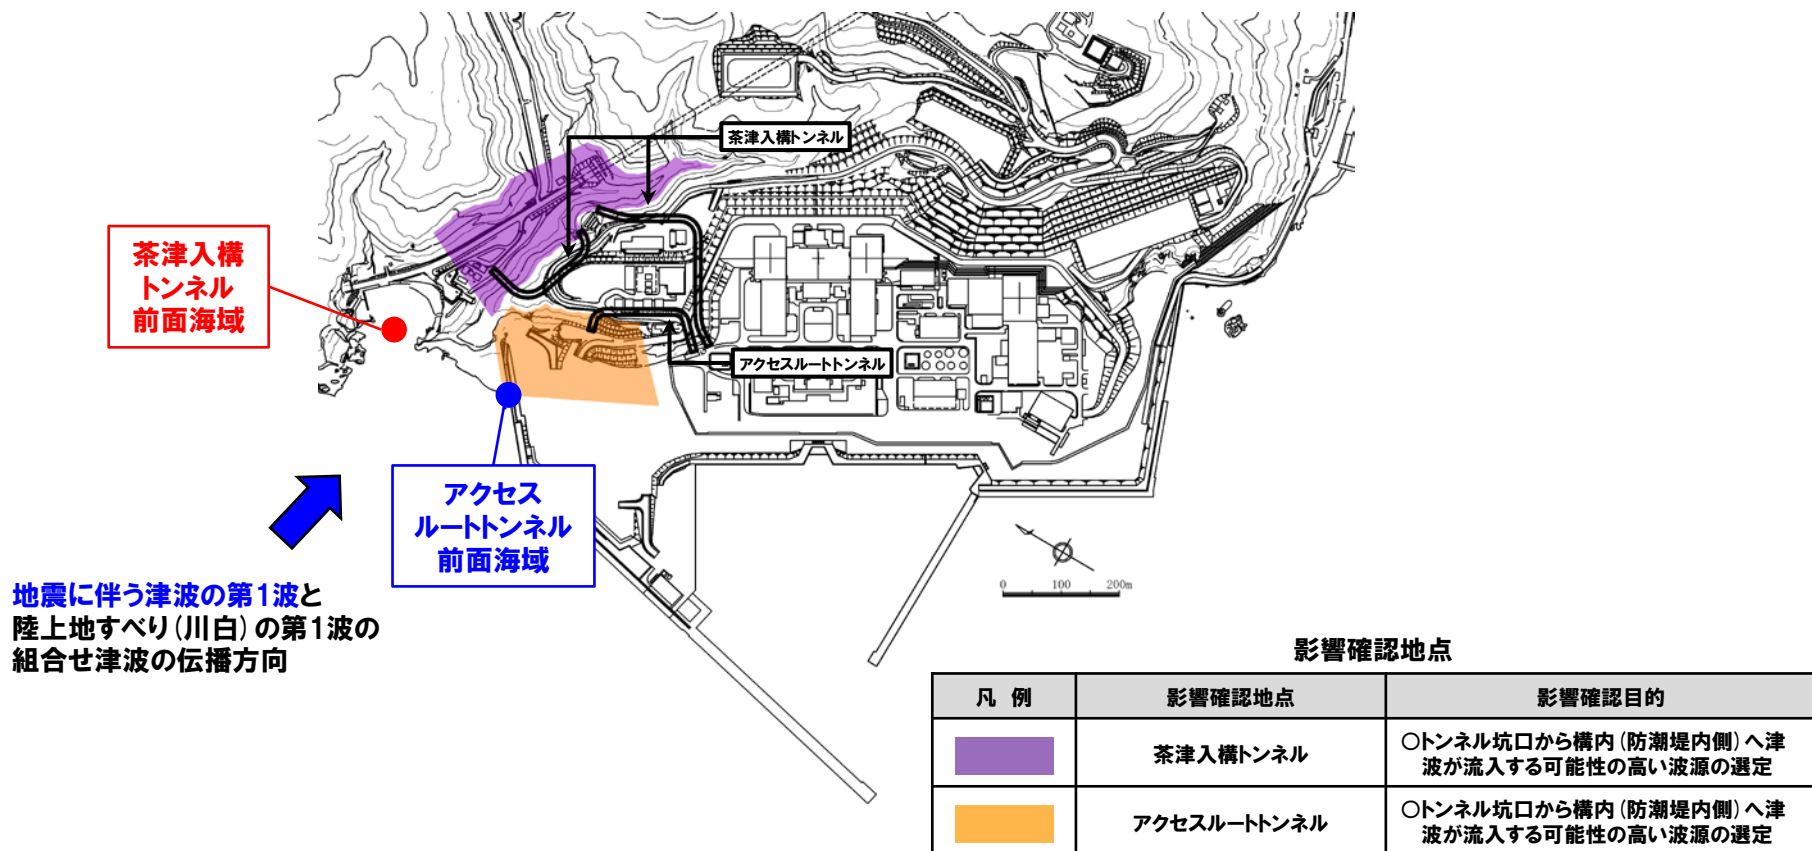 茶津入構トンネル
茶津入構
トンネル
前面海域
アクセスルートトンネル
アクセス
ルートトンネル
前面海域
地震に伴う津波の第1波と
陸上地すべり(川白)の第1波の
組合せ津波の伝播方向
0 100 200m
影響確認地点
凡 例 影響確認地点 影響確認目的
茶津入構トンネル
○トンネル坑口から構内(防潮堤内側)へ津
波が流入する可能性の高い波源の選定
アクセスルートトンネル
○トンネル坑口から構内(防潮堤内側)へ津
波が流入する可能性の高い波源の選定